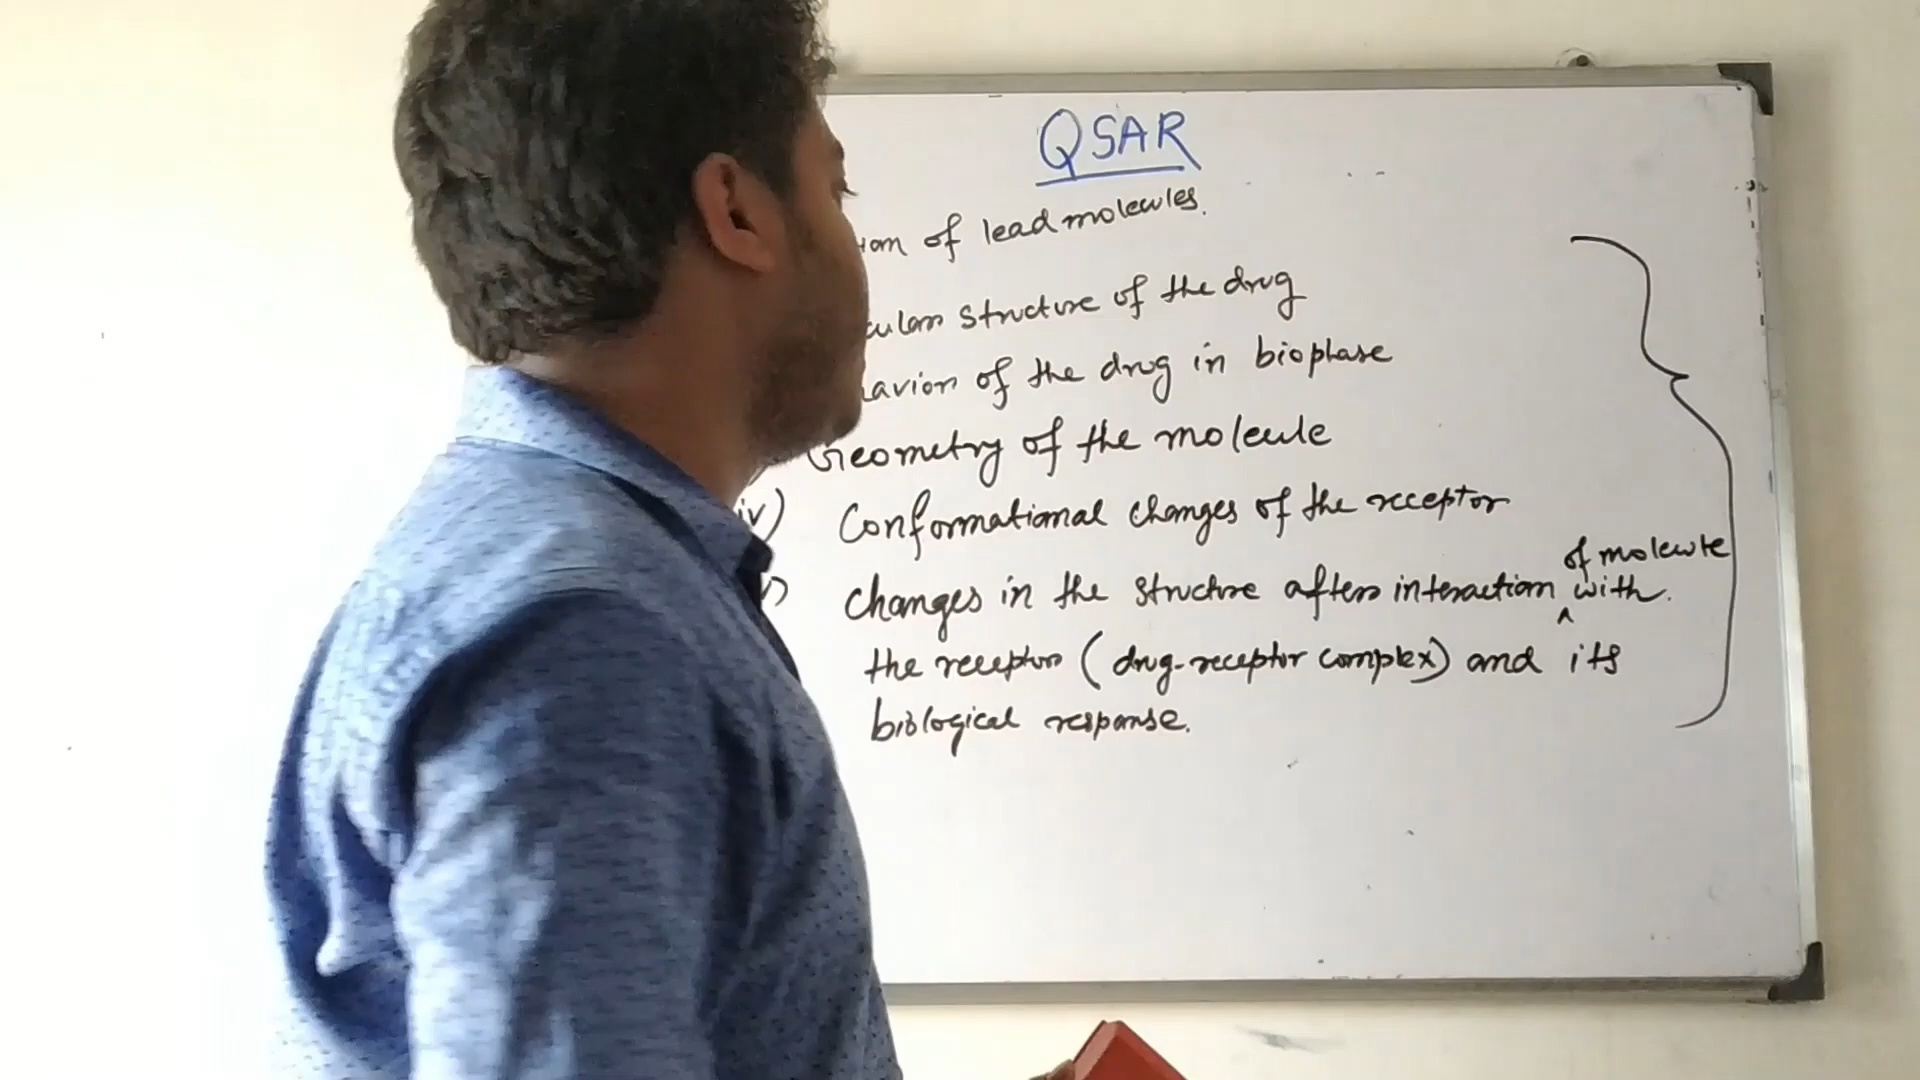 QSAR
of lead molecules.
structure of the drug
of the drug in biophase
Geometry of the molecule
iv) Conformational changes of the receptor
of molecule
changes in the structure after interaction ^ with.
the receptor (drug-receptor complex) and its
biological response.